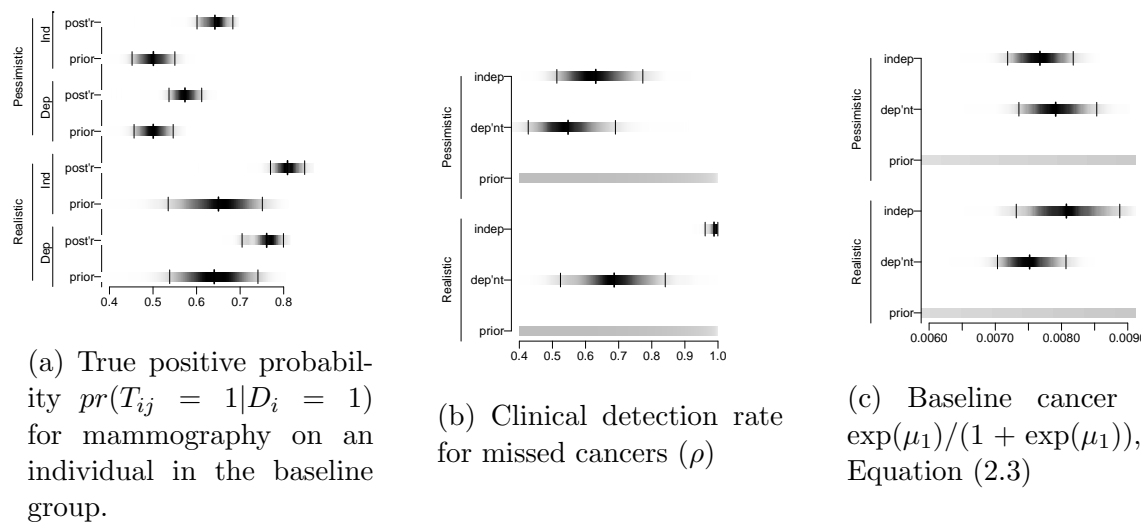 Pessimistic
Ind
post'r
prior
Dep
post'r
prior
Realistic
Ind
post'r
prior
Dep
post'r
prior
0.4 0.5 0.6 0.7 0.8
(a) True positive probabil-
ity pr(T_{ij} = 1|D_i = 1)
for mammography on an
individual in the baseline
group.
Pessimistic
indep
dep'nt
prior
Realistic
indep
dep'nt
prior
0.4 0.5 0.6 0.7 0.8 0.9 1.0
(b) Clinical detection rate
for missed cancers (ρ)
Pessimistic
indep
dep'nt
prior
Realistic
indep
dep'nt
prior
0.0060 0.0070 0.0080 0.0090
(c) Baseline cancer
exp(μ₁)/(1 + exp(μ₁)),
Equation (2.3)